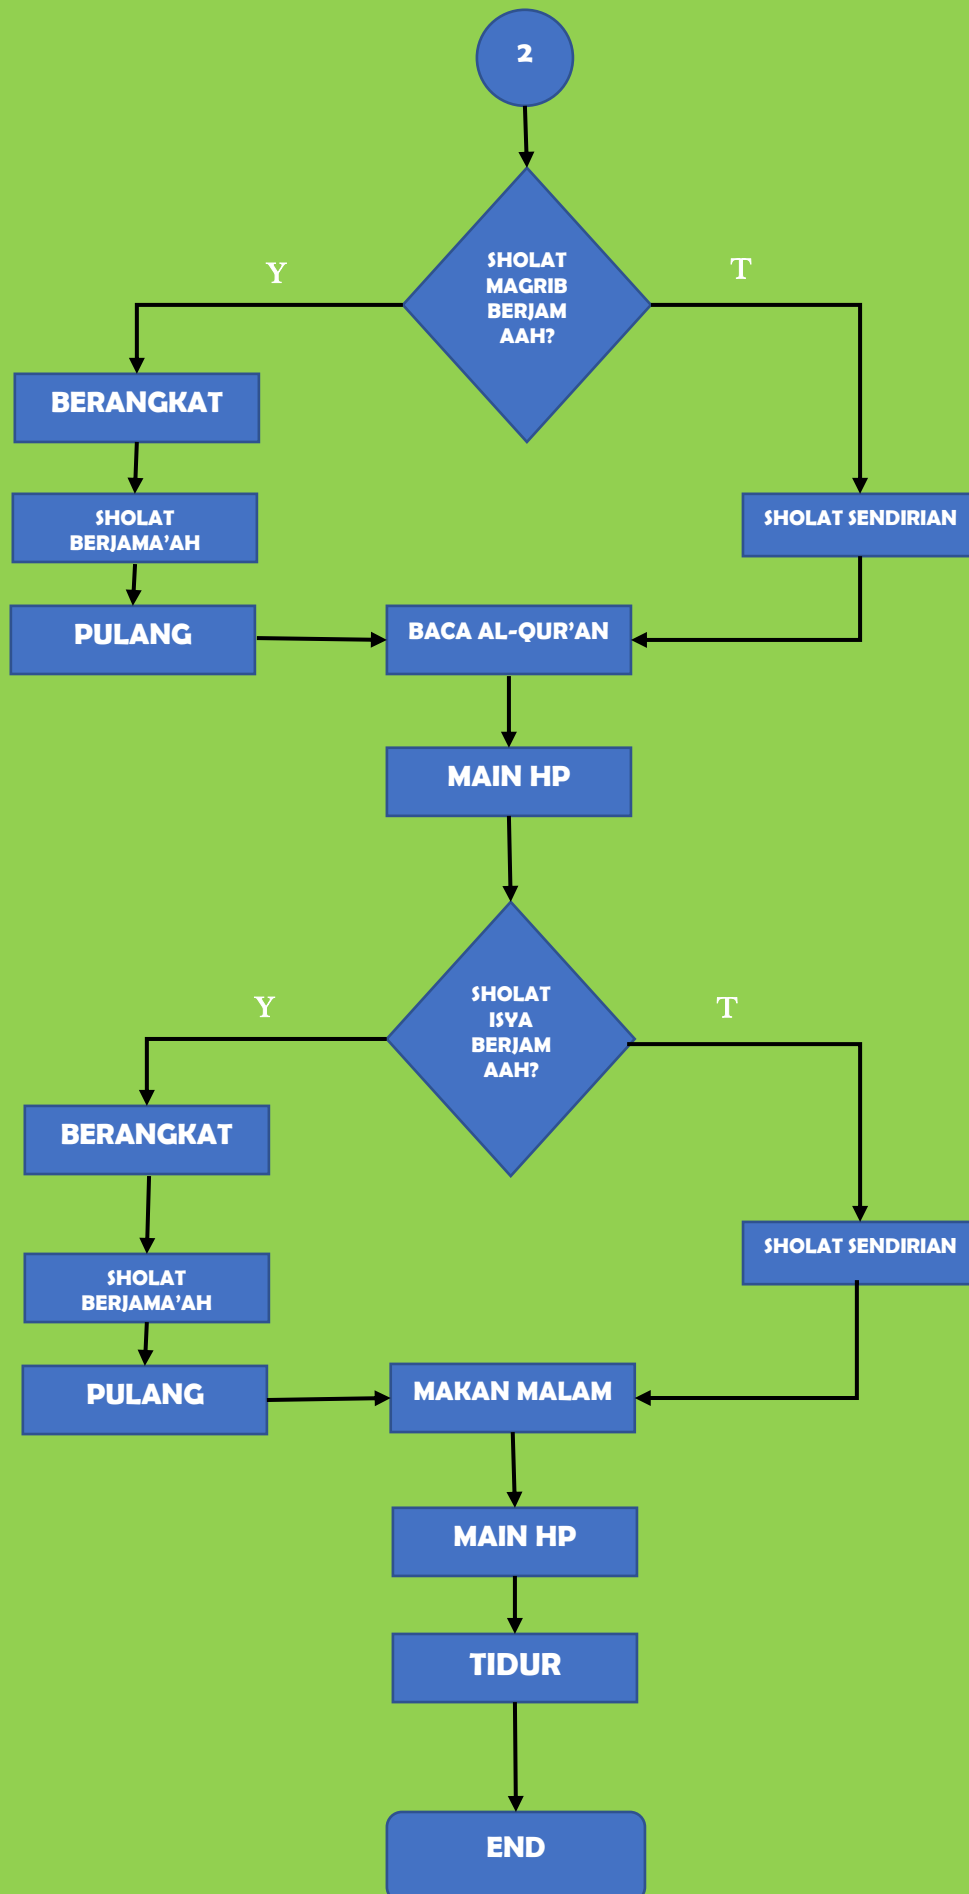 2
SHOLAT
MAGRIB
BERJAM
AAH?
Y
T
BERANGKAT
SHOLAT
BERJAMA'AH
SHOLAT SENDIRIAN
PULANG
BACA AL-QUR'AN
MAIN HP
SHOLAT
ISYA
BERJAM
AAH?
Y
T
BERANGKAT
SHOLAT
BERJAMA'AH
SHOLAT SENDIRIAN
PULANG
MAKAN MALAM
MAIN HP
TIDUR
END